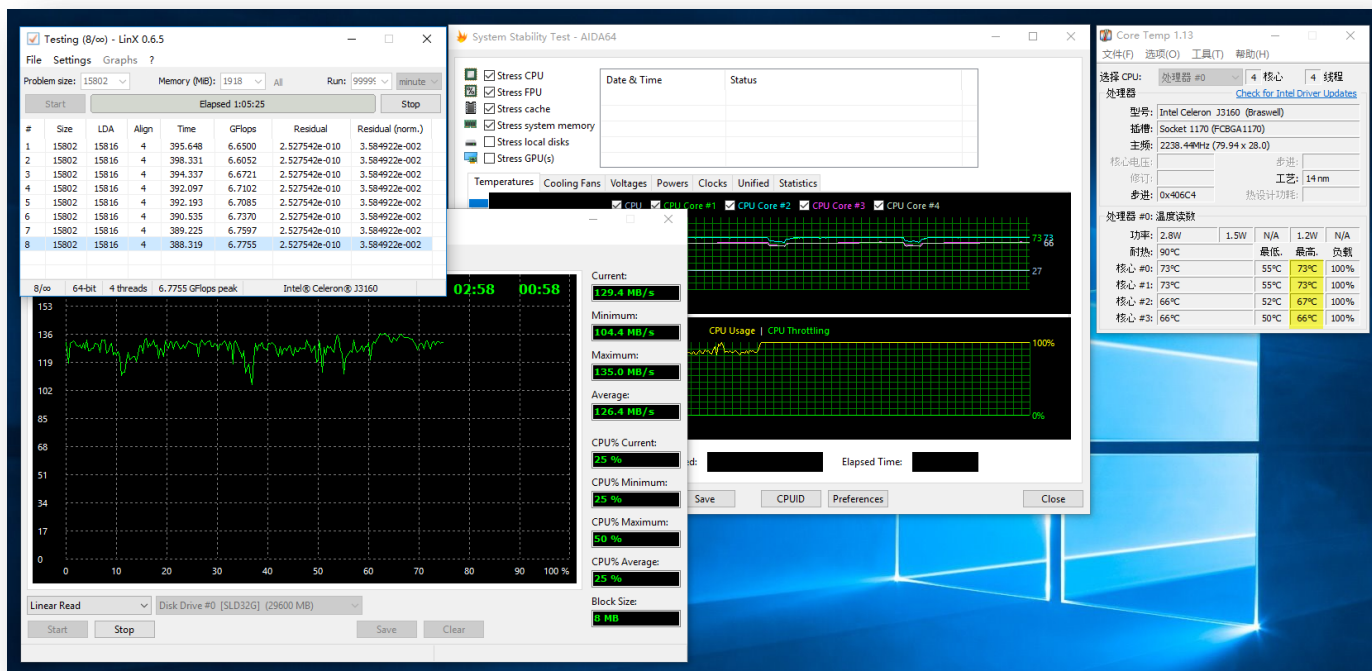 Testing (8/∞) - LinX 0.6.5
File Settings Graphs ?
Problem size: 15802 Memory (MiB): 1918 All Run: 9999 minute
Start Elapsed 1:05:25 Stop
# Size LDA Align Time GFlops Residual Residual (norm.)
1 15802 15816 4 395.648 6.6500 2.527542e-010 3.584922e-002
2 15802 15816 4 398.331 6.6052 2.527542e-010 3.584922e-002
3 15802 15816 4 394.337 6.6721 2.527542e-010 3.584922e-002
4 15802 15816 4 392.097 6.7102 2.527542e-010 3.584922e-002
5 15802 15816 4 392.193 6.7085 2.527542e-010 3.584922e-002
6 15802 15816 4 390.535 6.7370 2.527542e-010 3.584922e-002
7 15802 15816 4 389.225 6.7597 2.527542e-010 3.584922e-002
8 15802 15816 4 388.319 6.7755 2.527542e-010 3.584922e-002
8/∞ 64-bit 4 threads 6.7755 GFlops peak Intel® Celeron® J3160
System Stability Test - AIDA64
Stress CPU
Stress FPU
Stress cache
Stress system memory
Stress local disks
Stress GPU(s)
Date & Time Status
Temperatures Cooling Fans Voltages Powers Clocks Unified Statistics
CPU CPU Core #1 CPU Core #2 CPU Core #3 CPU Core #4
73 73
66
27
CPU Usage | CPU Throttling
100%
0%
Elapsed Time:
Save CPUID Preferences Close
Core Temp 1.13
文件(F) 选项(O) 工具(T) 帮助(H)
选择 CPU: 处理器 #0 4 核心 4 线程
处理器 Check for Intel Driver Updates
型号: Intel Celeron J3160 (Braswell)
插槽: Socket 1170 (FCBGA1170)
主频: 2238.44MHz (79.94 x 28.0)
核心电压: 步进:
修订: 工艺: 14 nm
步进: 0x406C4 热设计功耗:
处理器 #0: 温度读数
功率: 2.8W 1.5W N/A 1.2W N/A
耐热: 90°C 最低. 最高. 负载
核心 #0: 73°C 55°C 73°C 100%
核心 #1: 73°C 55°C 73°C 100%
核心 #2: 66°C 52°C 67°C 100%
核心 #3: 66°C 50°C 66°C 100%
02:58 00:58
153
136
119
102
85
68
51
34
17
0
0 10 20 30 40 50 60 70 80 90 100 %
Current:
129.4 MB/s
Minimum:
104.4 MB/s
Maximum:
135.0 MB/s
Average:
126.4 MB/s
CPU% Current:
25 %
CPU% Minimum:
25 %
CPU% Maximum:
50 %
CPU% Average:
25 %
Block Size:
8 MB
Linear Read Disk Drive #0 [SLD32G] (29600 MB)
Start Stop Save Clear